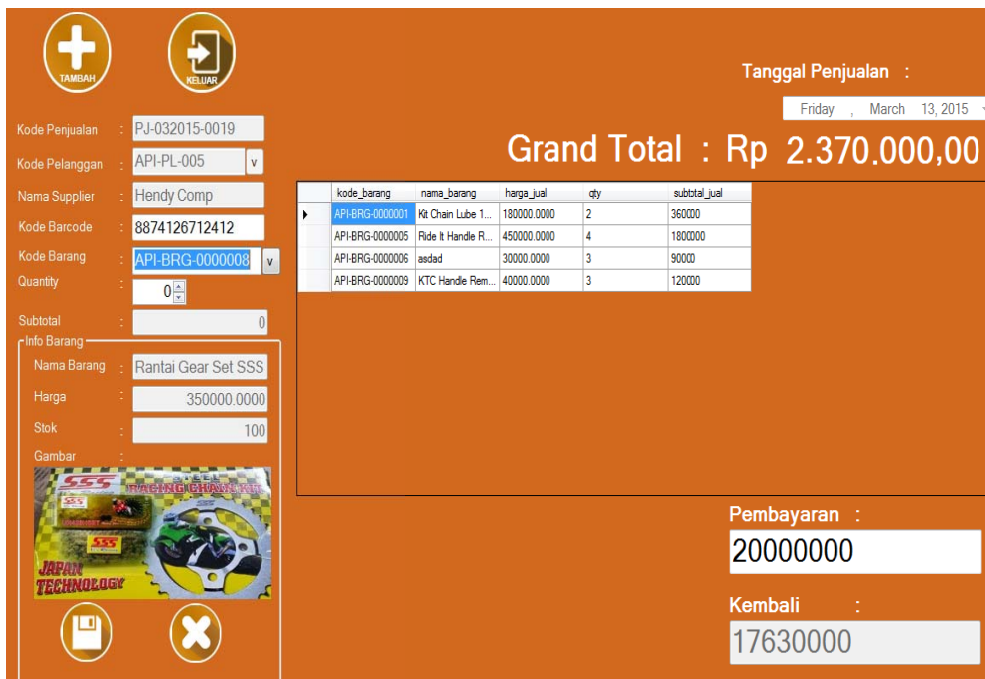 TAMBAH
KELUAR
Tanggal Penjualan :
Friday , March 13, 2015
Grand Total : Rp 2.370.000,00
Kode Penjualan : PJ-032015-0019
Kode Pelanggan : API-PL-005
Nama Supplier : Hendy Comp
Kode Barcode : 8874126712412
Kode Barang : API-BRG-0000008
Quantity : 0
Subtotal : 0
Info Barang
Nama Barang : Rantai Gear Set SSS
Harga : 350000.0000
Stok : 100
Gambar :
SSS
STEEL
RACING CHAIN KIT
SSS
SSS
JAPAN
TECHNOLOGY
kode_barang nama_barang harga_jual qty subtotal_jual
API-BRG-0000001 Kit Chain Lube 1... 180000.0000 2 360000
API-BRG-0000005 Ride It Handle R... 450000.0000 4 1800000
API-BRG-0000006 asdad 30000.0000 3 90000
API-BRG-0000009 KTC Handle Rem... 40000.0000 3 120000
Pembayaran :
20000000
Kembali :
17630000